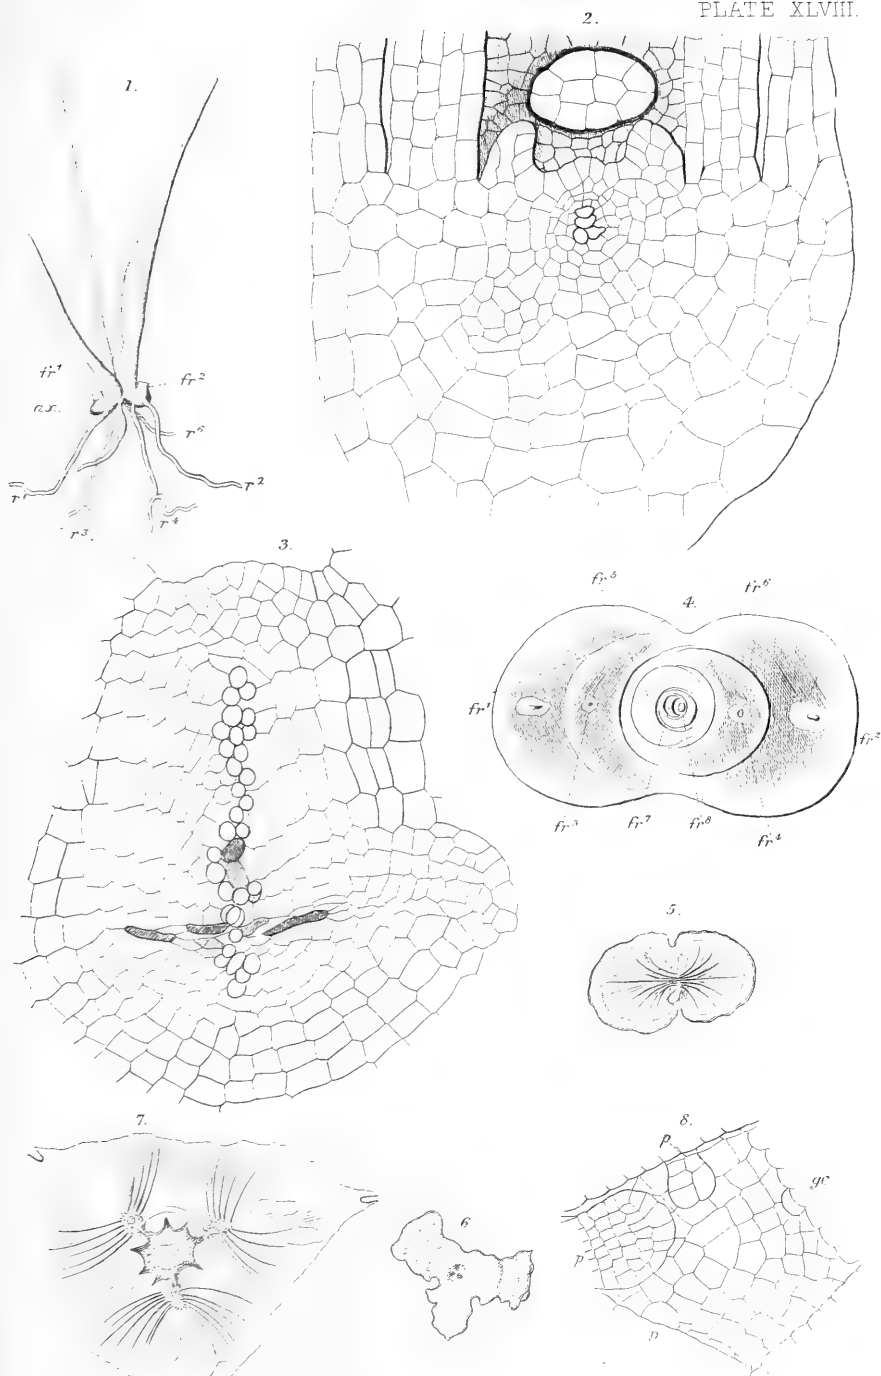 PLATE XLVIII.
2.
1.
fr¹
fr²
ax.
r⁶
r¹
r²
r³.
r⁴
3.
fr⁵
fr⁶
4.
fr¹
fr²
fr³
fr⁷
fr⁸
fr⁴
5.
7.
8.
p.
gc
6
p
p